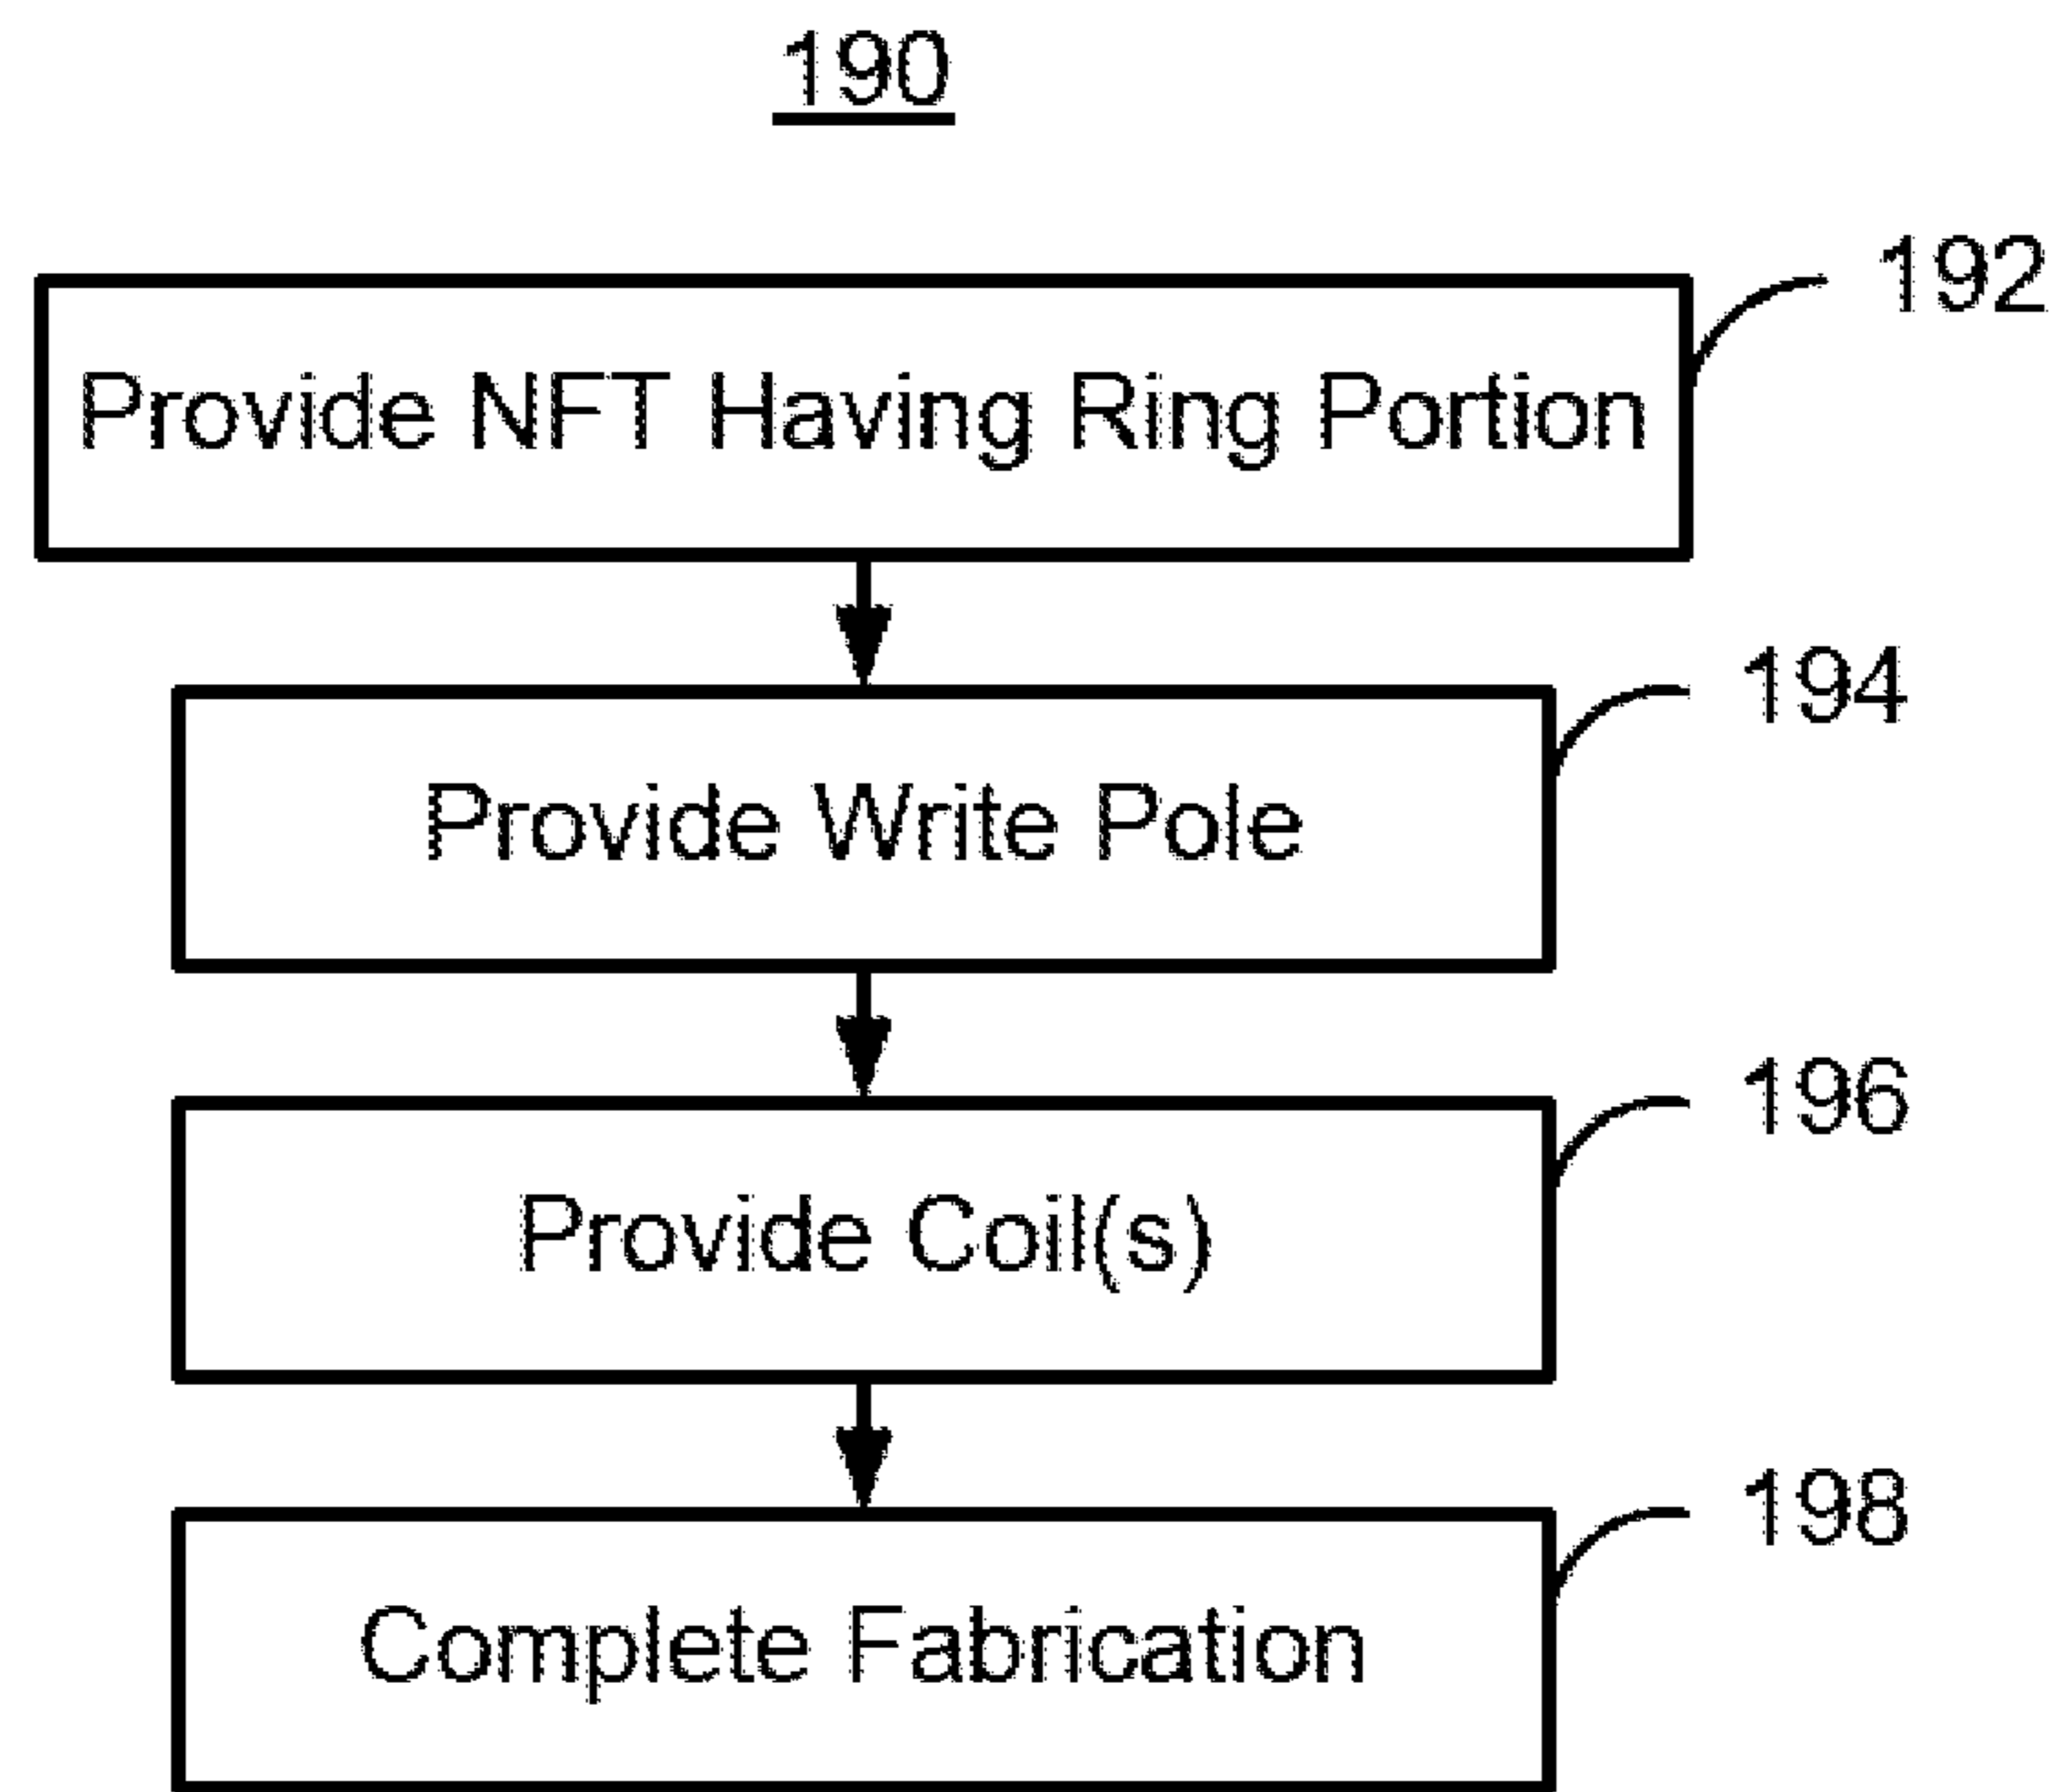 190
192
Provide NFT Having Ring Portion
194
Provide Write Pole
196
Provide Coil(s)
198
Complete Fabrication